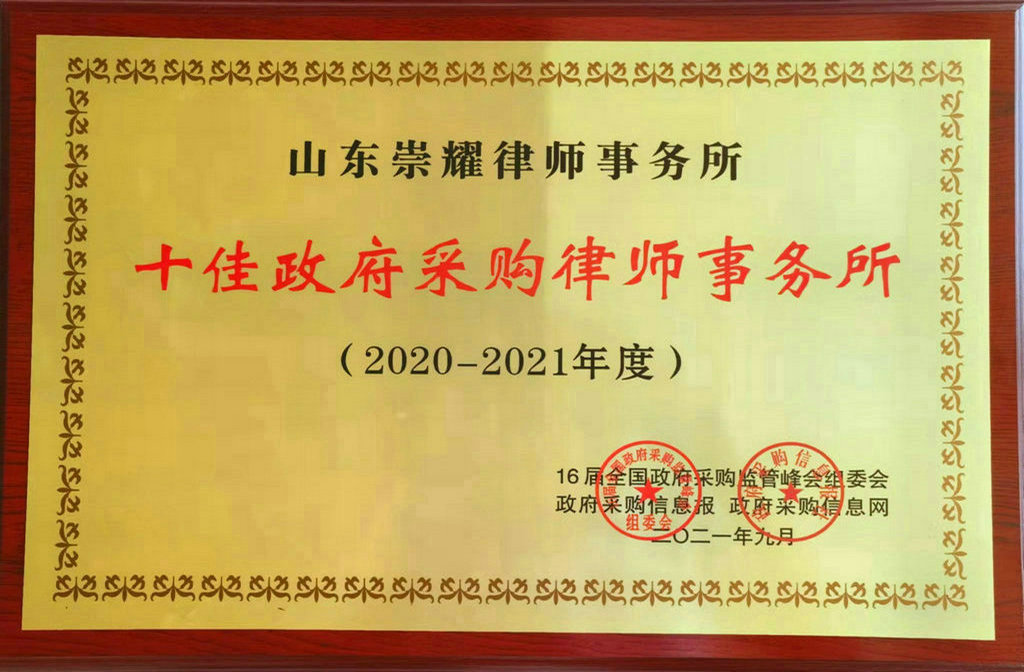 山东崇耀律师事务所
十佳政府采购律师事务所
（2020-2021年度）
16届全国政府采购监管峰会组委会
政府采购信息报 政府采购信息网
二〇二一年九月
组委会